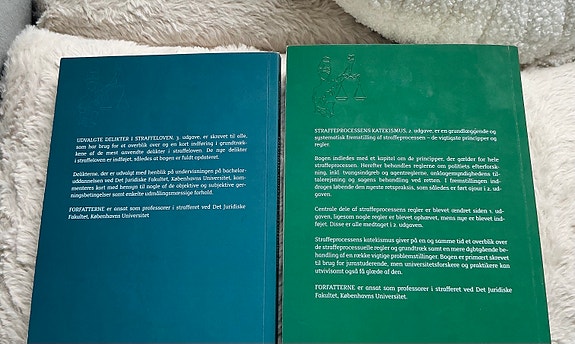 UDVALGTE DELIKTER I STRAFFELOVEN, 3. udgave, er skrevet til alle,
som har brug for et overblik over og en kort indføring i grundtræk-
kene af de mest anvendte delikter i straffeloven. De nye delikter
i straffeloven er indføjet, således at bogen er fuldt opdateret.
Delikterne, der er udvalgt med henblik på undervisningen på bachelor-
uddannelsen ved Det Juridiske Fakultet, Københavns Universitet, kom-
menteres kort med hensyn til nogle af de objektive og subjektive ger-
ningsbetingelser samt enkelte udmålingsmæssige forhold.
FORFATTERNE er ansat som professorer i strafferet ved Det Juridiske
Fakultet, Københavns Universitet
STRAFFEPROCESSENS KATEKISMUS, 2. udgave, er en grundlæggende og
systematisk fremstilling af straffeprocessen – de vigtigste principper og
regler.
Bogen indledes med et kapitel om de principper, der gælder for hele
straffeprocessen. Herefter behandles reglerne om politiets efterforsk-
ning, inkl. tvangsindgreb og agentreglerne, anklagemyndighedens til-
talerejsning og sagens behandling ved retten. I fremstillingen ind-
drages løbende den nyeste retspraksis, som således er ført ajour i 2. ud-
gaven.
Centrale dele af straffeprocessens regler er blevet ændret siden 1. ud-
gaven, ligesom nogle regler er blevet ophævet, mens nye er blevet ind-
føjet. Disse er alle medtaget i 2. udgaven.
Straffeprocessens katekismus giver på en og samme tid et overblik over
de straffeprocessuelle regler og grundtræk samt en mere dybtgående be-
handling af en række vigtige problemstillinger. Bogen er primært skrevet
til brug for jurastuderende, men universitetsforskere og praktikere kan
utvivlsomt også få glæde af den.
FORFATTERNE er ansat som professorer i strafferet ved Det Juridiske
Fakultet, Københavns Universitet.